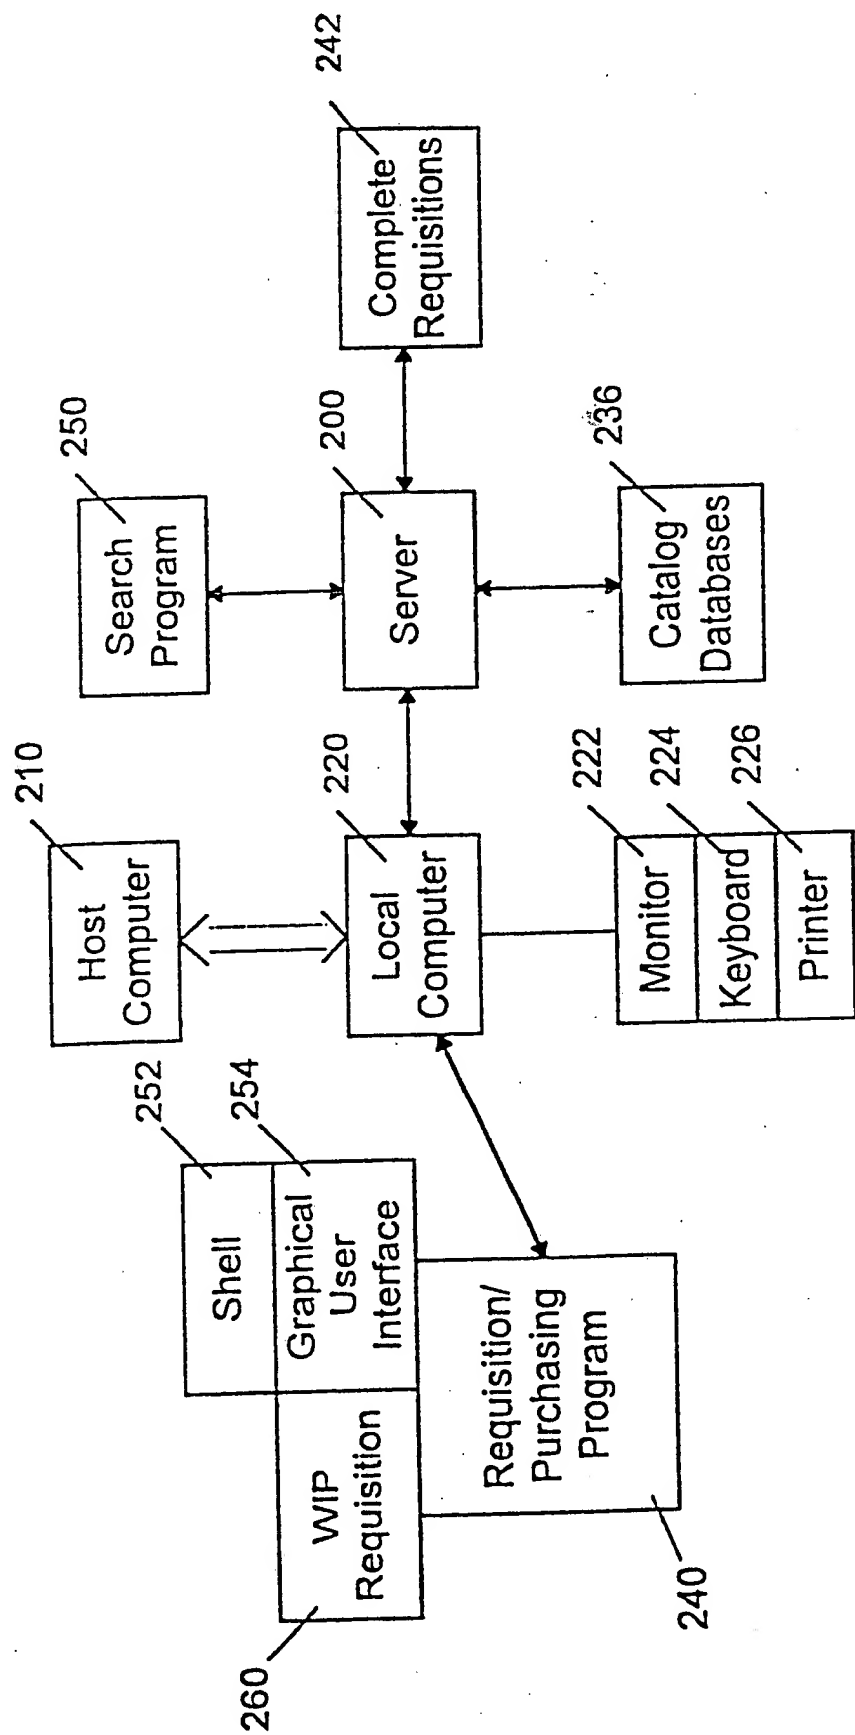 260
WIP
Requisition
252
Shell
254
Graphical
User
Interface
240
Requisition/
Purchasing
Program
210
Host
Computer
220
Local
Computer
222
Monitor
224
Keyboard
226
Printer
250
Search
Program
200
Server
236
Catalog
Databases
242
Complete
Requisitions